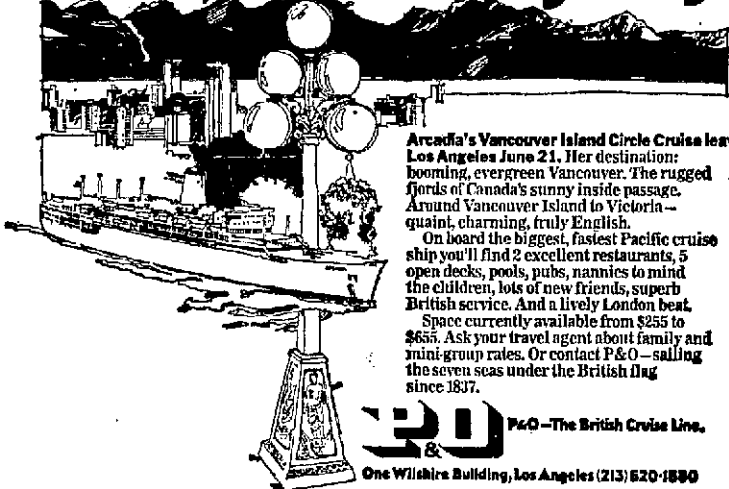 Arcadia's Vancouver Island Circle Cruise lea
Los Angeles June 21. Her destination:
booming, evergreen Vancouver. The rugged
fjords of Canada's sunny inside passage.
Around Vancouver Island to Victoria—
quaint, charming, truly English.
On board the biggest, fastest Pacific cruise
ship you'll find 2 excellent restaurants, 5
open decks, pools, pubs, nannies to mind
the children, lots of new friends, superb
British service. And a lively London beat.
Space currently available from $255 to
$655. Ask your travel agent about family and
mini-group rates. Or contact P&O—sailing
the seven seas under the British flag
since 1837.
P&O
P&O—The British Cruise Line.
One Wilshire Building, Los Angeles (213) 620-1880